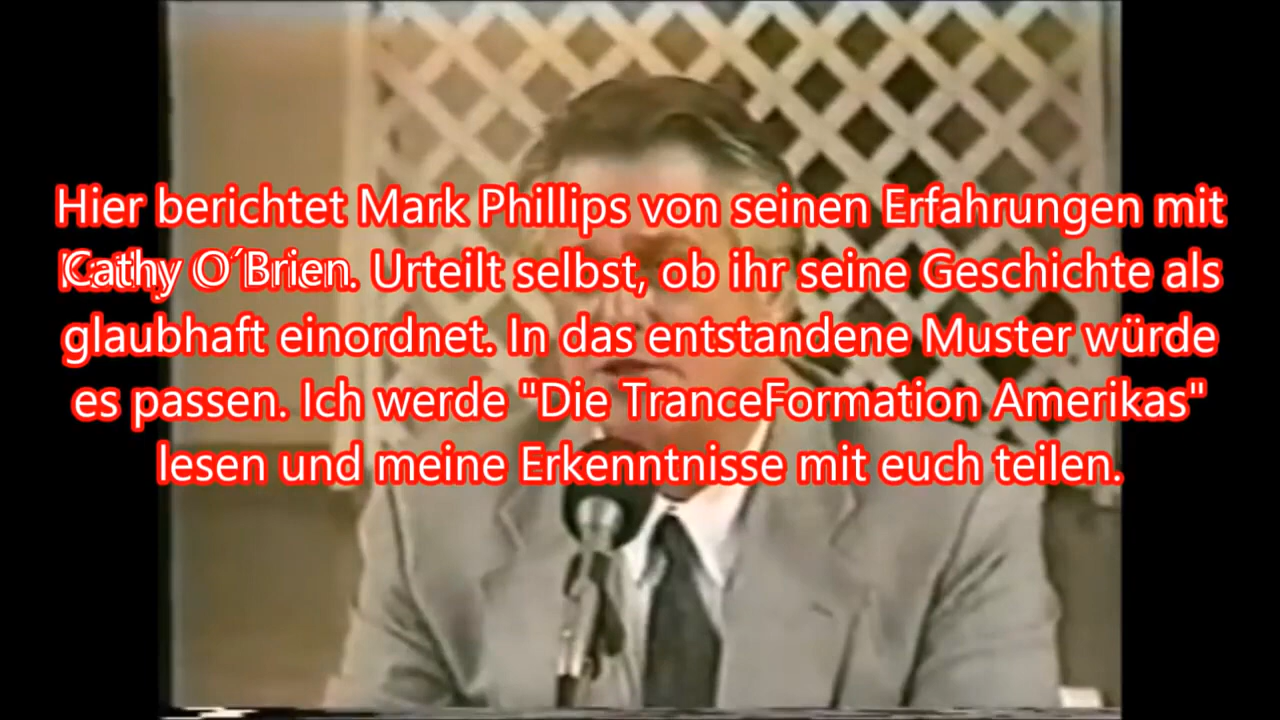 Hier berichtet Mark Phillips von seinen Erfahrungen mit
Cathy O´Brien. Urteilt selbst, ob ihr seine Geschichte als
glaubhaft einordnet. In das entstandene Muster würde
es passen. Ich werde "Die TranceFormation Amerikas"
lesen und meine Erkenntnisse mit euch teilen.